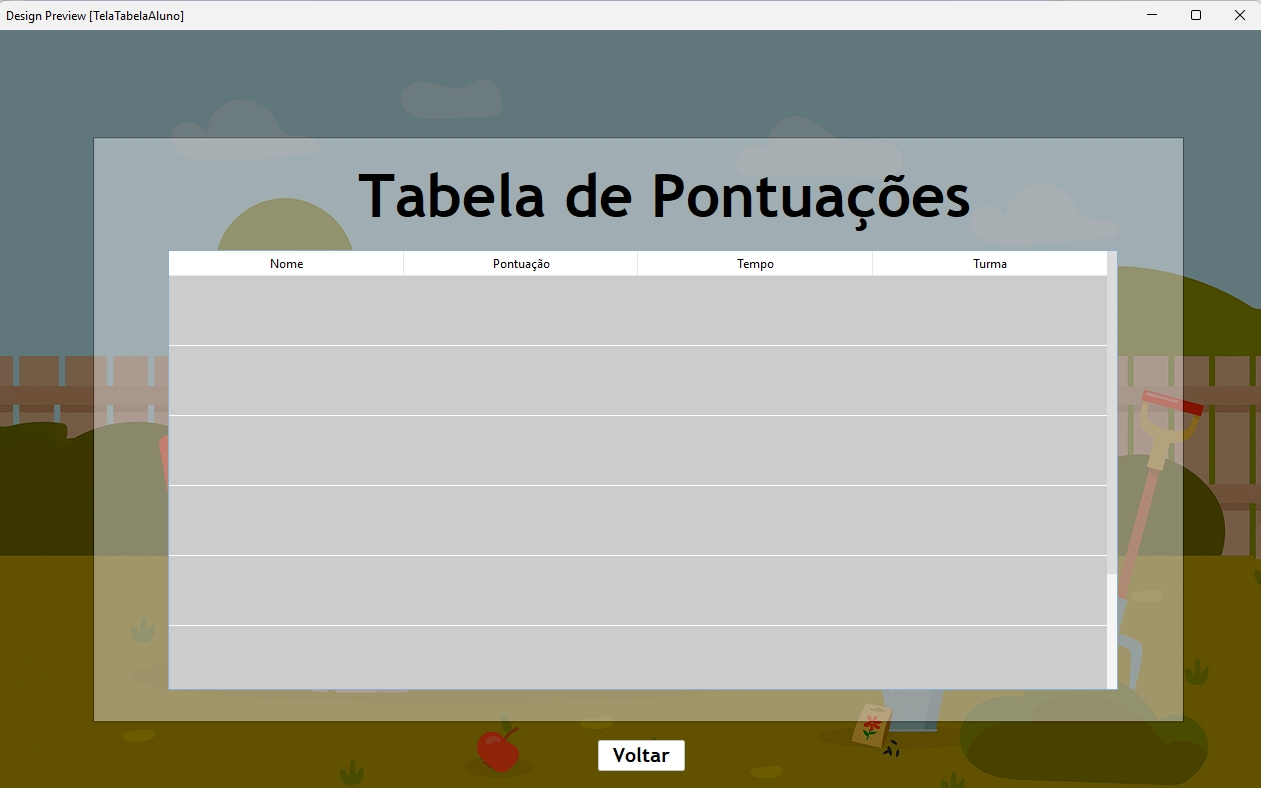 Design Preview [TelaTabelaAluno]
Tabela de Pontuações
Nome Pontuação Tempo Turma
Voltar